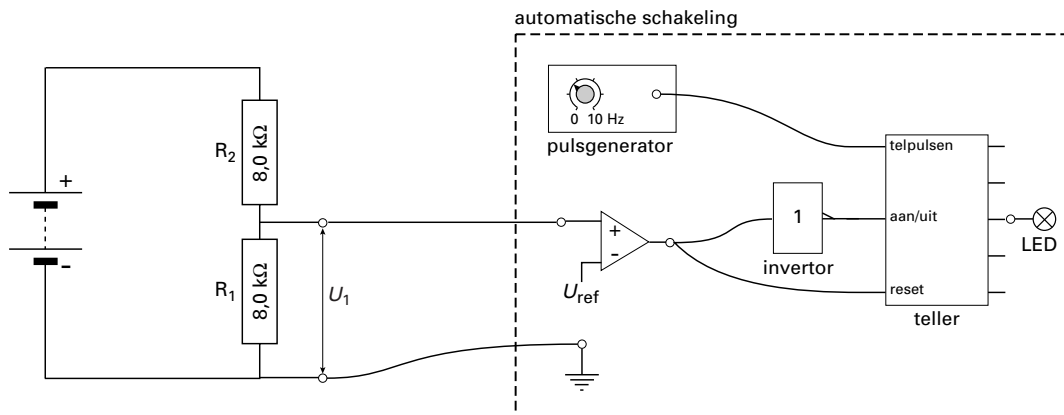 automatische schakeling
0 10 Hz
pulsgenerator
telpulsen
aan/uit
reset
teller
LED
1
invertor
+
-
Uref
+
-
R2
8,0 kΩ
R1
8,0 kΩ
U1